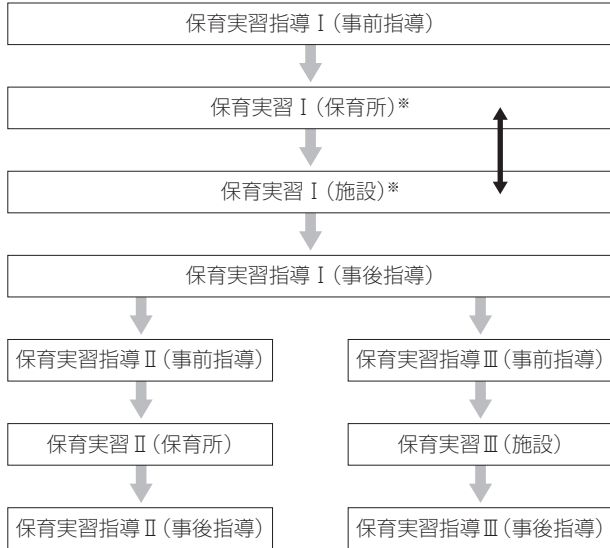 保育実習指導Ⅰ(事前指導)
保育実習Ⅰ(保育所)※
保育実習Ⅰ(施設)※
保育実習指導Ⅰ(事後指導)
保育実習指導Ⅱ(事前指導)
保育実習指導Ⅲ(事前指導)
保育実習Ⅱ(保育所)
保育実習Ⅲ(施設)
保育実習指導Ⅱ(事後指導)
保育実習指導Ⅲ(事後指導)